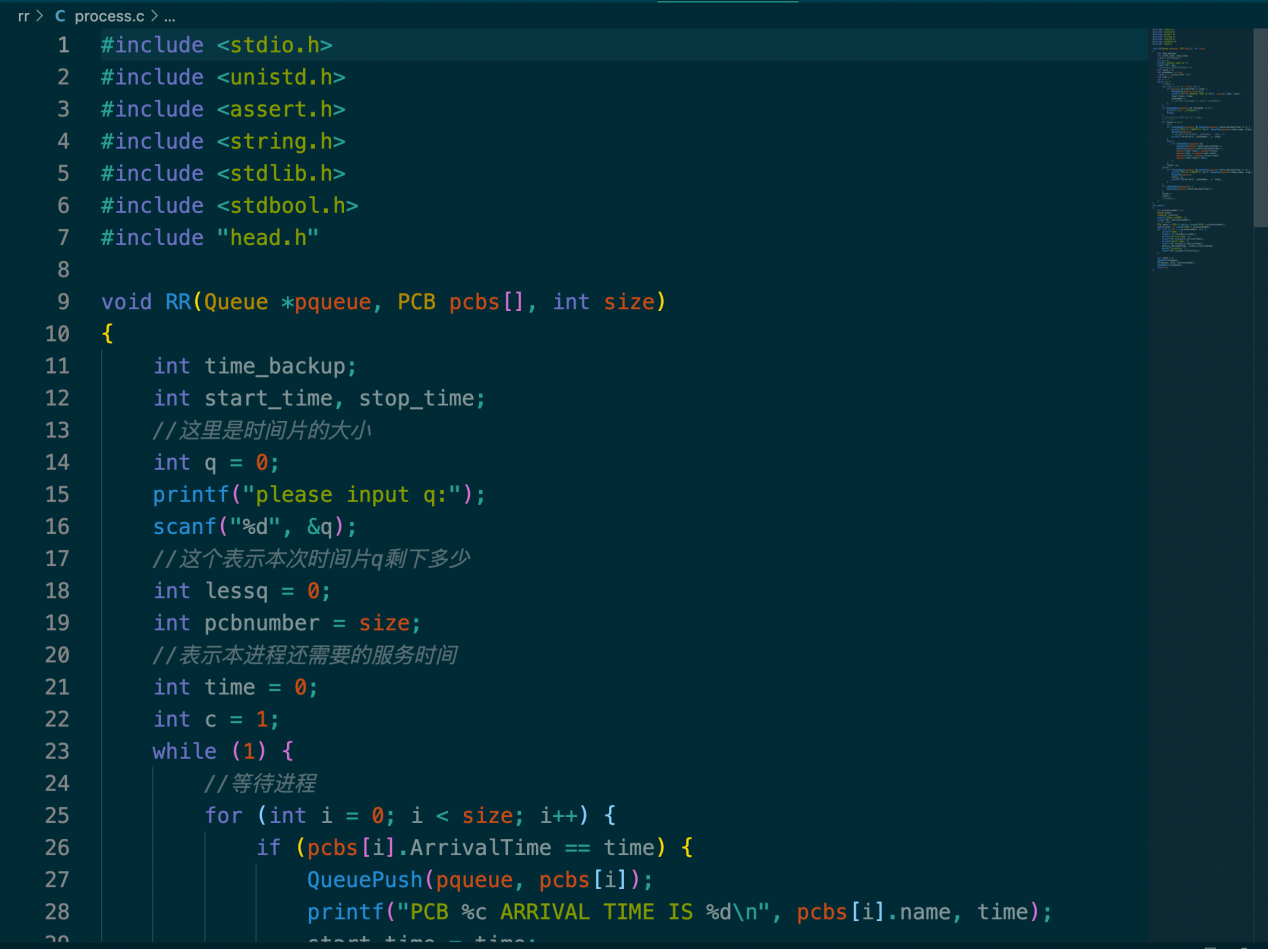 rr > C process.c > ...
1 #include <stdio.h>
2 #include <unistd.h>
3 #include <assert.h>
4 #include <string.h>
5 #include <stdlib.h>
6 #include <stdbool.h>
7 #include "head.h"
8
9 void RR(Queue *pqueue, PCB pcbs[], int size)
10 {
11     int time_backup;
12     int start_time, stop_time;
13     //这里是时间片的大小
14     int q = 0;
15     printf("please input q:");
16     scanf("%d", &q);
17     //这个表示本次时间片q剩下多少
18     int lessq = 0;
19     int pcbnumber = size;
20     //表示本进程还需要的服务时间
21     int time = 0;
22     int c = 1;
23     while (1) {
24         //等待进程
25         for (int i = 0; i < size; i++) {
26             if (pcbs[i].ArrivalTime == time) {
27                 QueuePush(pqueue, pcbs[i]);
28                 printf("PCB %c ARRIVAL TIME IS %d\n", pcbs[i].name, time);
29                 start_time = time;